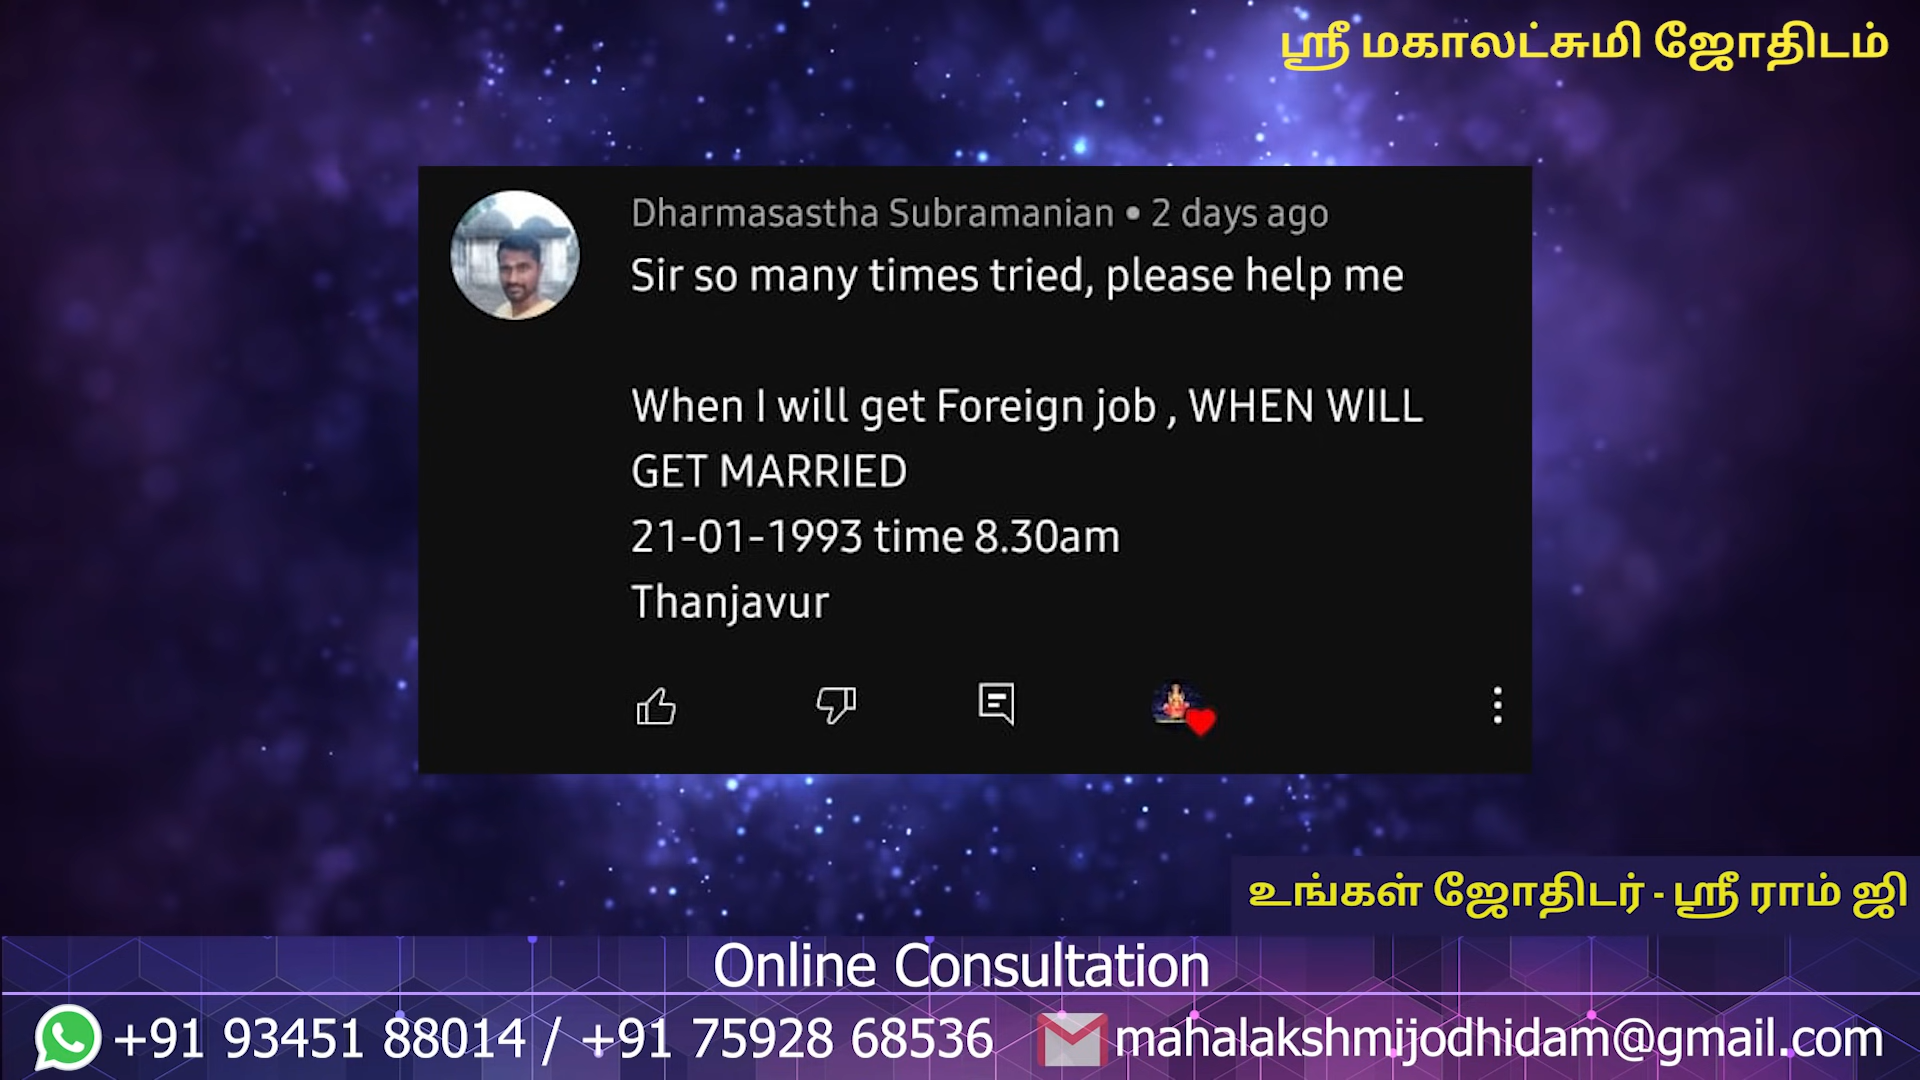 ஸ்ரீ மகாலட்சுமி ஜோதிடம்
Dharmasastha Subramanian • 2 days ago
Sir so many times tried, please help me
When I will get Foreign job , WHEN WILL
GET MARRIED
21-01-1993 time 8.30am
Thanjavur
உங்கள் ஜோதிடர் - ஸ்ரீ ராம் ஜி
Online Consultation
+91 93451 88014 / +91 75928 68536 mahalakshmijodhidam@gmail.com